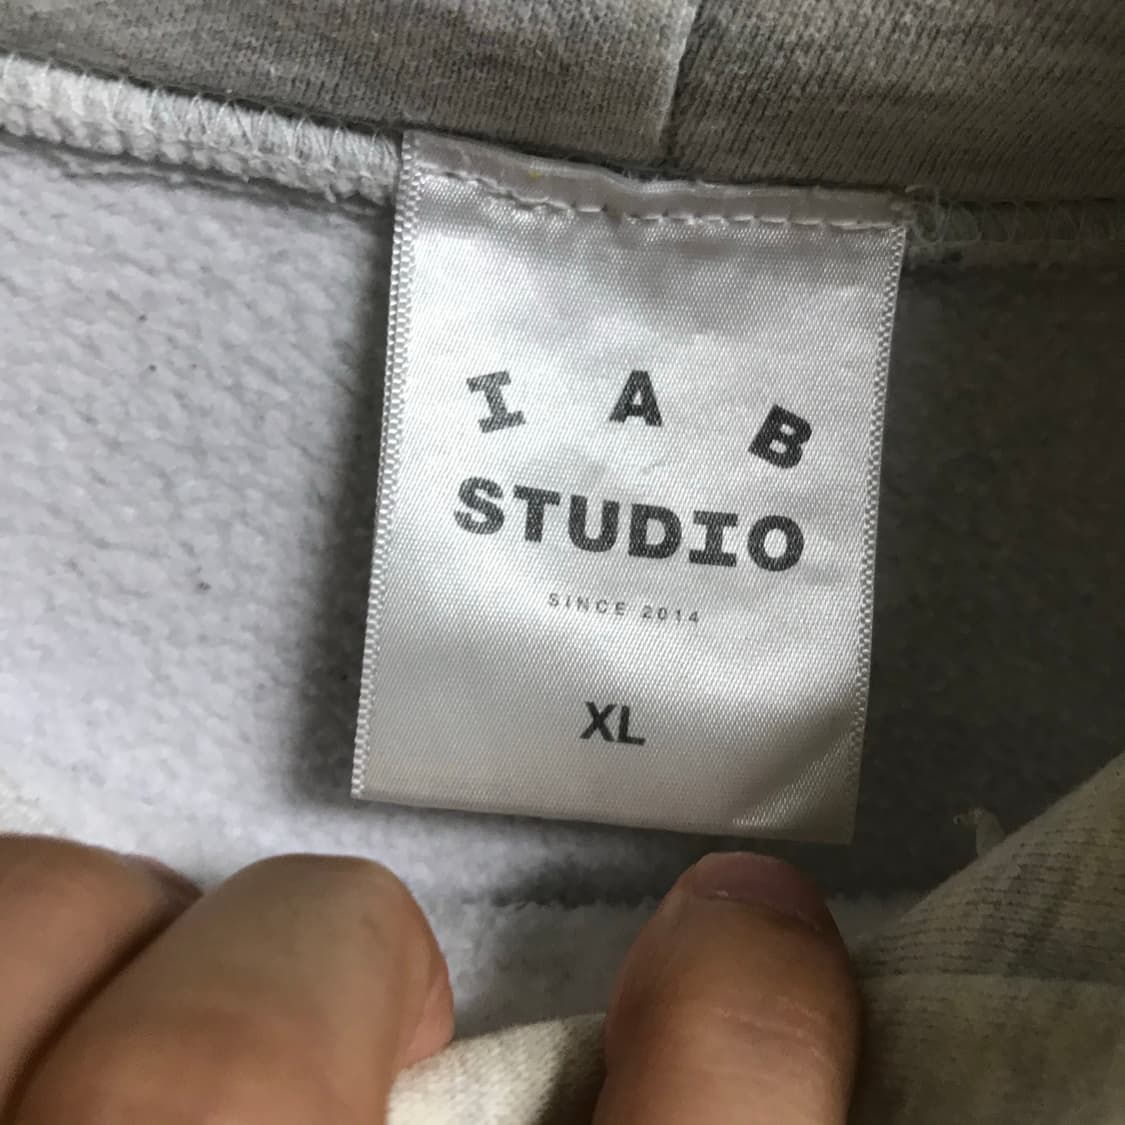 I A B
STUDIO
SINCE 2014
XL